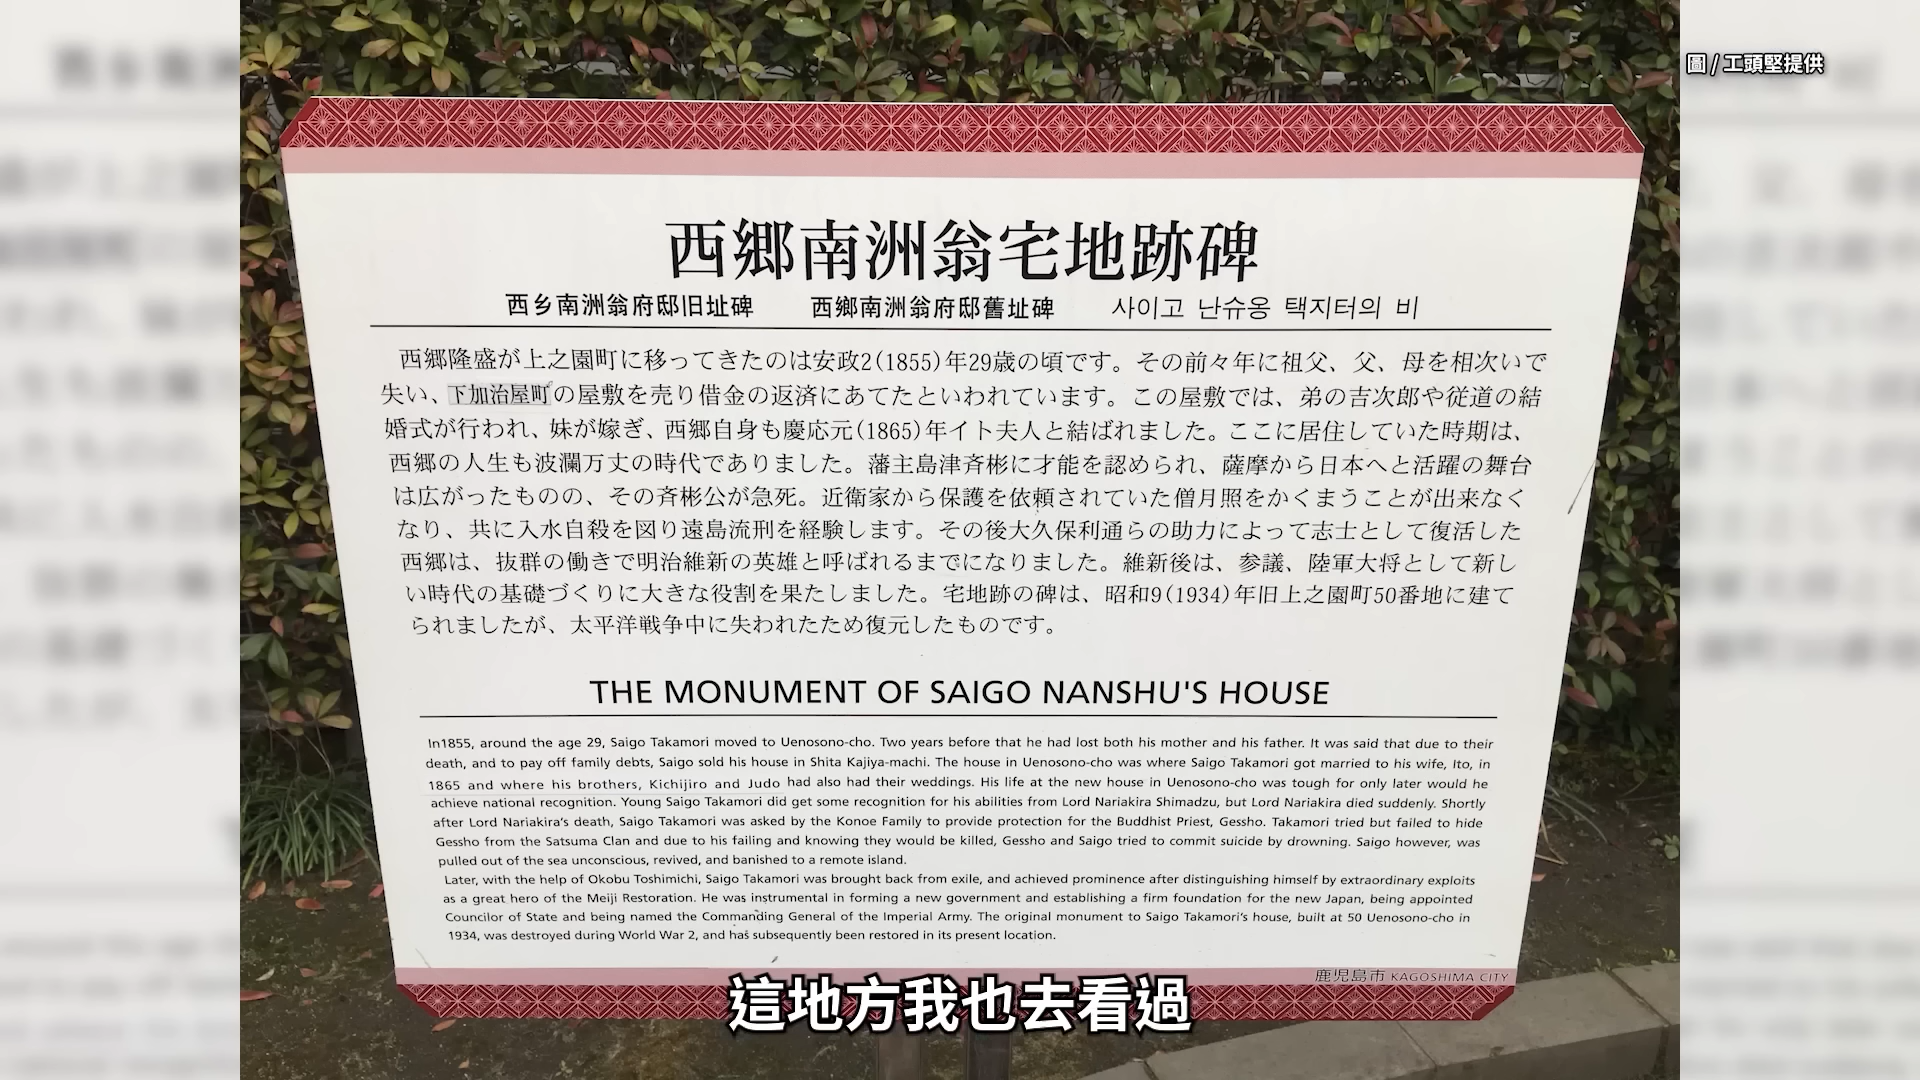 圖 / 工頭堅提供
西郷南洲翁宅地跡碑
西乡南洲翁府邸旧址碑 西鄉南洲翁府邸舊址碑 사이고 난슈옹 택지터의 비
西郷隆盛が上之園町に移ってきたのは安政2(1855)年29歳の頃です。その前々年に祖父、父、母を相次いで
失い、下加治屋町の屋敷を売り借金の返済にあてたといわれています。この屋敷では、弟の吉次郎や従道の結
婚式が行われ、妹が嫁ぎ、西郷自身も慶応元(1865)年イト夫人と結ばれました。ここに居住していた時期は、
西郷の人生も波瀾万丈の時代でありました。藩主島津斉彬に才能を認められ、薩摩から日本へと活躍の舞台
は広がったものの、その斉彬公が急死。近衛家から保護を依頼されていた僧月照をかくまうことが出来なく
なり、共に入水自殺を図り遠島流刑を経験します。その後大久保利通らの助力によって志士として復活した
西郷は、抜群の働きで明治維新の英雄と呼ばれるまでになりました。維新後は、参議、陸軍大将として新し
い時代の基礎づくりに大きな役割を果たしました。宅地跡の碑は、昭和9(1934)年旧上之園町50番地に建て
られましたが、太平洋戦争中に失われたため復元したものです。
THE MONUMENT OF SAIGO NANSHU'S HOUSE
In1855, around the age 29, Saigo Takamori moved to Uenosono-cho. Two years before that he had lost both his mother and his father. It was said that due to their
death, and to pay off family debts, Saigo sold his house in Shita Kajiya-machi. The house in Uenosono-cho was where Saigo Takamori got married to his wife, Ito, in
1865 and where his brothers, Kichijiro and Judo had also had their weddings. His life at the new house in Uenosono-cho was tough for only later would he
achieve national recognition. Young Saigo Takamori did get some recognition for his abilities from Lord Nariakira Shimadzu, but Lord Nariakira died suddenly. Shortly
after Lord Nariakira's death, Saigo Takamori was asked by the Konoe Family to provide protection for the Buddhist Priest, Gessho. Takamori tried but failed to hide
Gessho from the Satsuma Clan and due to his failing and knowing they would be killed, Gessho and Saigo tried to commit suicide by drowning. Saigo however, was
pulled out of the sea unconscious, revived, and banished to a remote island.
Later, with the help of Okobu Toshimichi, Saigo Takamori was brought back from exile, and achieved prominence after distinguishing himself by extraordinary exploits
as a great hero of the Meiji Restoration. He was instrumental in forming a new government and establishing a firm foundation for the new Japan, being appointed
Councilor of State and being named the Commanding General of the Imperial Army. The original monument to Saigo Takamori's house, built at 50 Uenosono-cho in
1934, was destroyed during World War 2, and has subsequently been restored in its present location.
鹿児島市 KAGOSHIMA CITY
這地方我也去看過